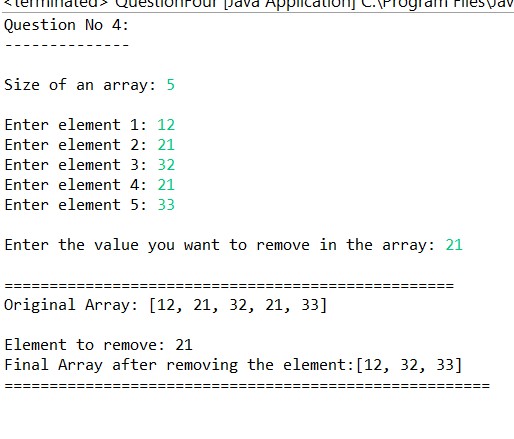 <terminated> QuestionFour [Java Application] C:\Program Files\Jav
Question No 4:
--------------
Size of an array: 5
Enter element 1: 12
Enter element 2: 21
Enter element 3: 32
Enter element 4: 21
Enter element 5: 33
Enter the value you want to remove in the array: 21
==================================================
Original Array: [12, 21, 32, 21, 33]
Element to remove: 21
Final Array after removing the element:[12, 32, 33]
======================================================